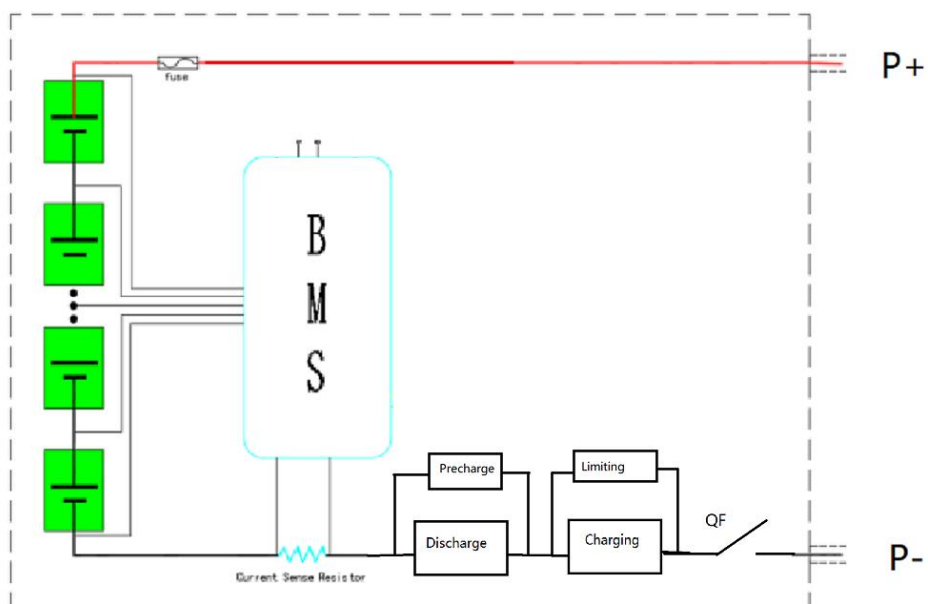 P+
fuse
B
M
S
Precharge
Limiting
Discharge
Charging
QF
P-
Current Sense Resistor